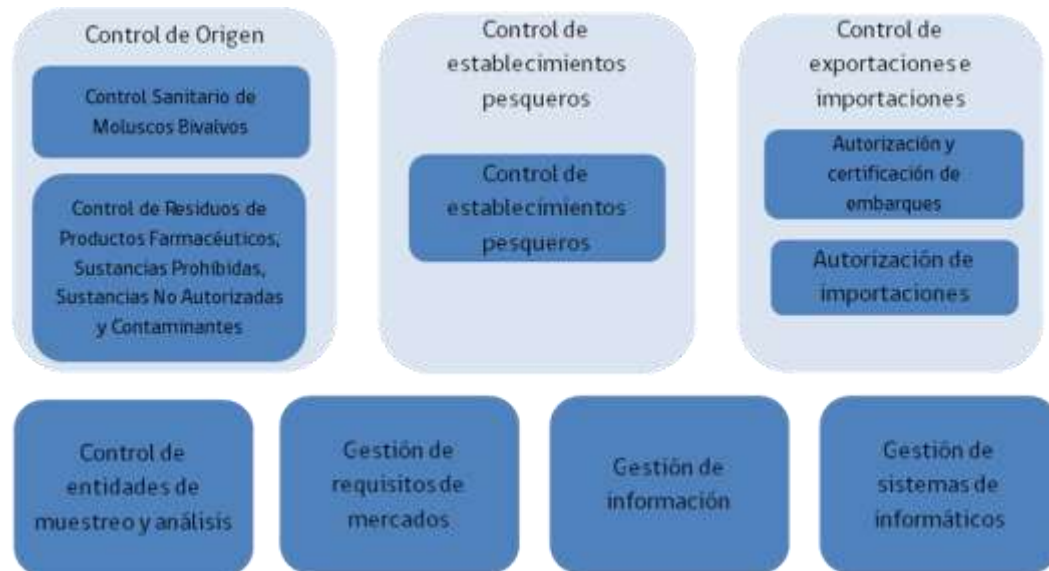 Control de Origen
Control Sanitario de
Moluscos Bivalvos
Control de Residuos de
Productos Farmacéuticos,
Sustancias Prohibidas,
Sustancias No Autorizadas
y Contaminantes
Control de
establecimientos
pesqueros
Control de
establecimientos
pesqueros
Control de
exportaciones e
importaciones
Autorización y
certificación de
embarques
Autorización de
importaciones
Control de
entidades de
muestreo y análisis
Gestión de
requisitos de
mercados
Gestión de
información
Gestión de
sistemas de
informáticos